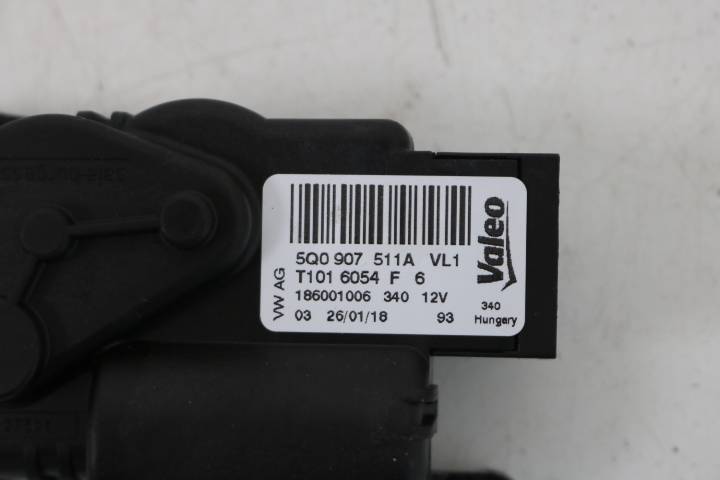 5Q0 907 511A VL1
T101 6054 F 6
186001006 340 12V
03 26/01/18 93
VW AG
Valeo
340
Hungary